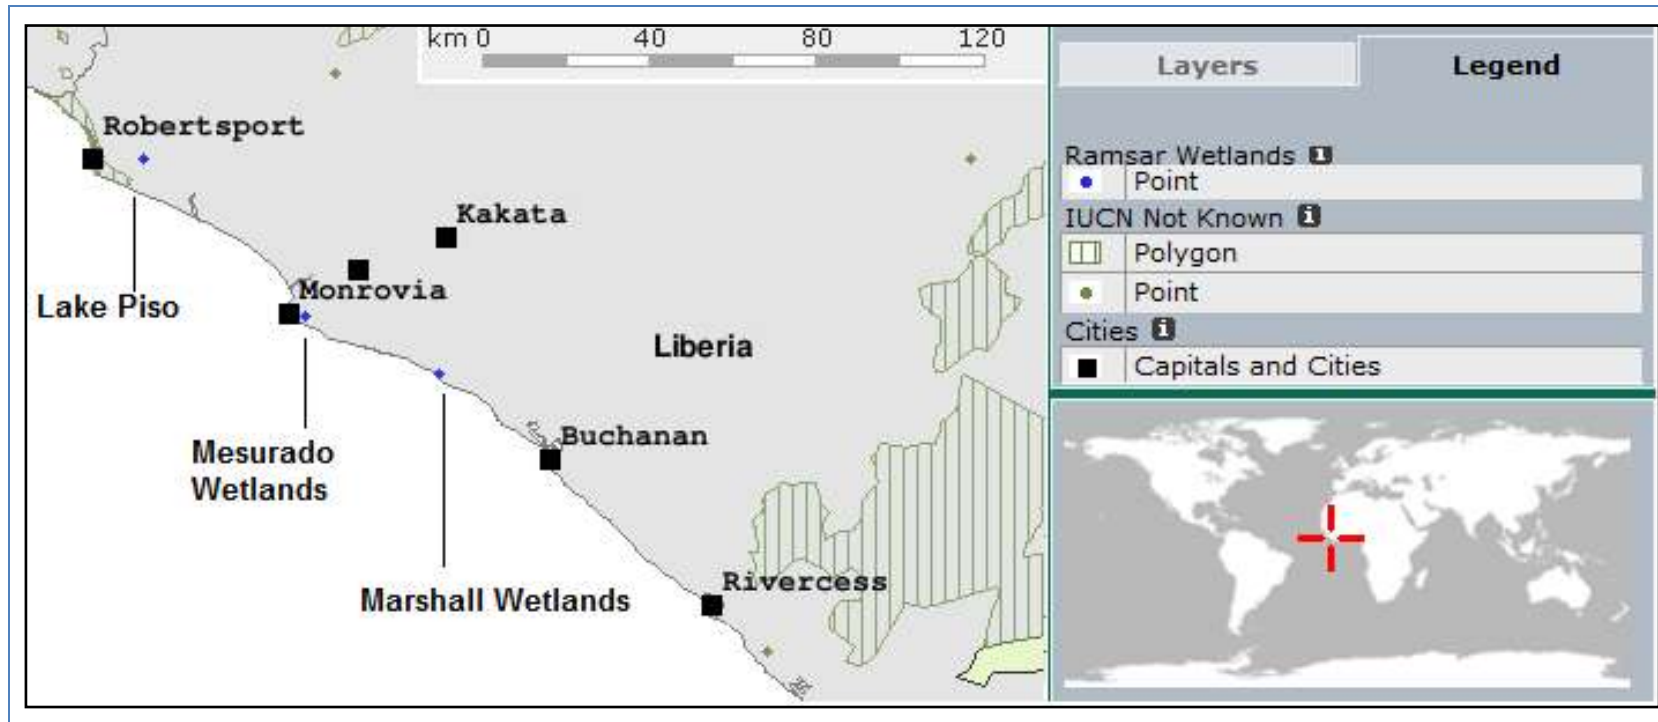 km 0 40 80 120
Robertsport
Kakata
Monrovia
Lake Piso
Liberia
Mesurado
Wetlands
Buchanan
Rivercess
Marshall Wetlands
Layers Legend
Ramsar Wetlands i
Point
IUCN Not Known i
Polygon
Point
Cities i
Capitals and Cities